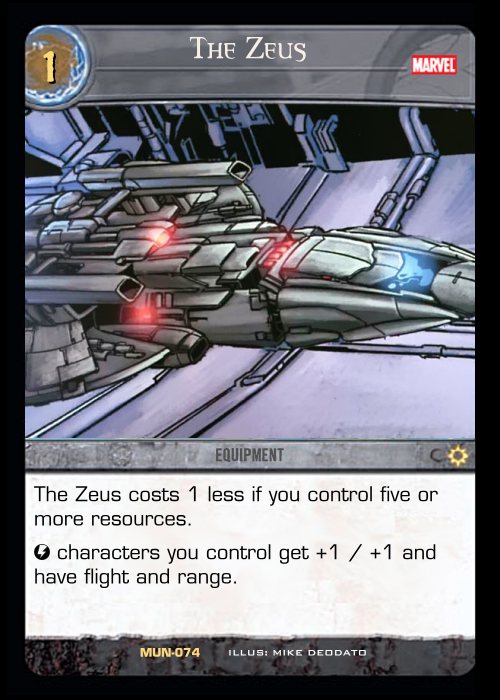 1
The Zeus
MARVEL
EQUIPMENT
C
The Zeus costs 1 less if you control five or
more resources.
characters you control get +1 / +1 and
have flight and range.
MUN-074 ILLUS: MIKE DEODATO